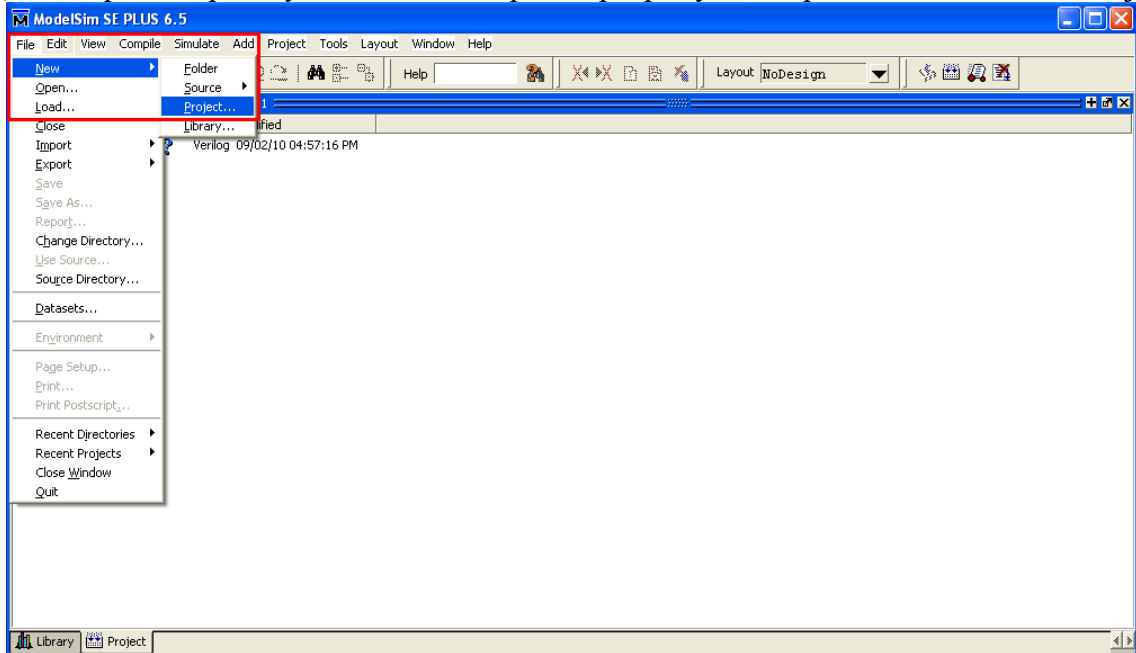 ModelSim SE PLUS 6.5
File Edit View Compile Simulate Add Project Tools Layout Window Help
New
Open...
Load...
Close
Import
Export
Save
Save As...
Report...
Change Directory...
Use Source...
Source Directory...
Datasets...
Environment
Page Setup...
Print...
Print Postscript...
Recent Directories
Recent Projects
Close Window
Quit
Folder
Source
Project...
Library...
Help
Layout NoDesign
1
ified
Verilog 09/02/10 04:57:16 PM
Library Project